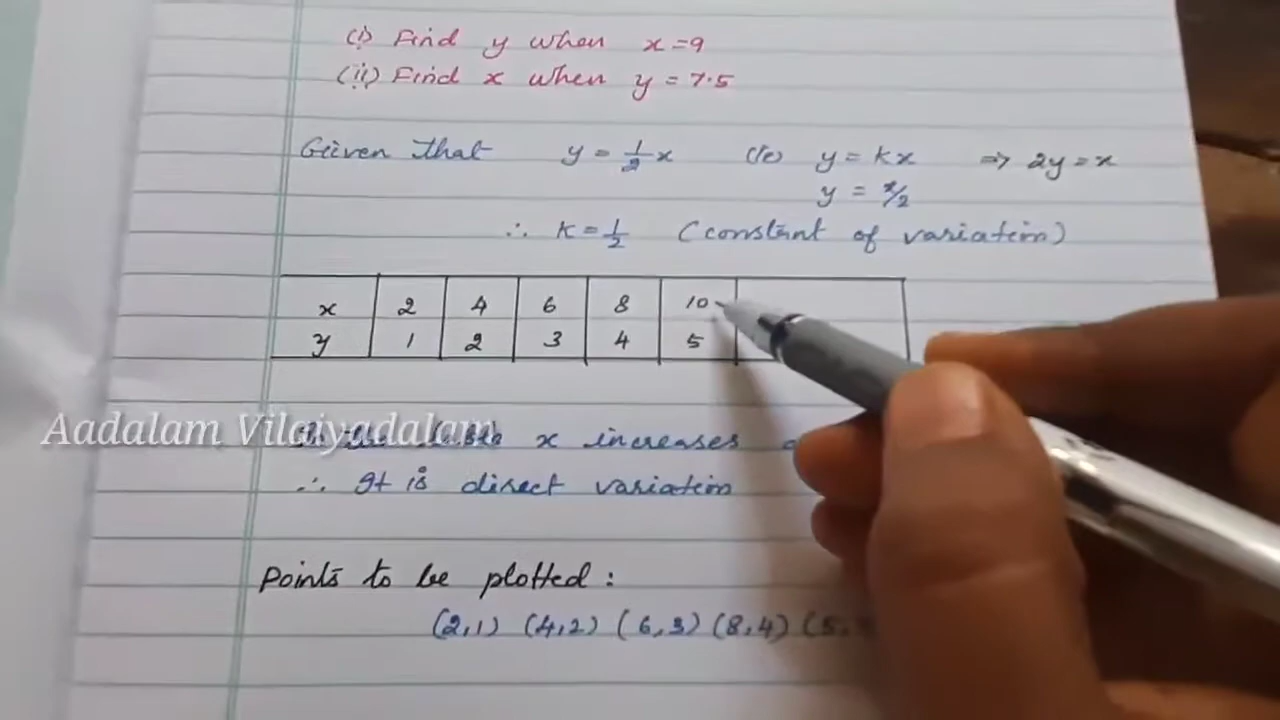 (i) Find y when x = 9
(ii) Find x when y = 7.5
Given that y = 1/2 x (ie) y = kx ⇒ 2y = x
y = x/2
∴ k = 1/2 (constant of variation)
x 2 4 6 8 10
y 1 2 3 4 5
Aadalam Vilaiyadalam
x increases
∴ It is direct variation
Points to be plotted :
(2,1) (4,2) (6,3) (8,4) (5,